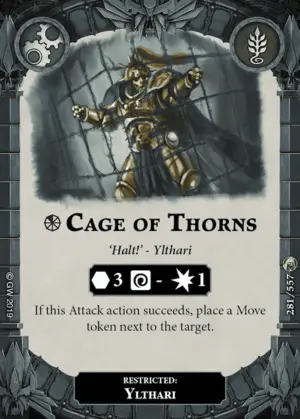 Cage of Thorns
‘Halt!’ - Ylthari
3 - 1
If this Attack action succeeds, place a Move
token next to the target.
© GW 2019
281/557
RESTRICTED:
Ylthari